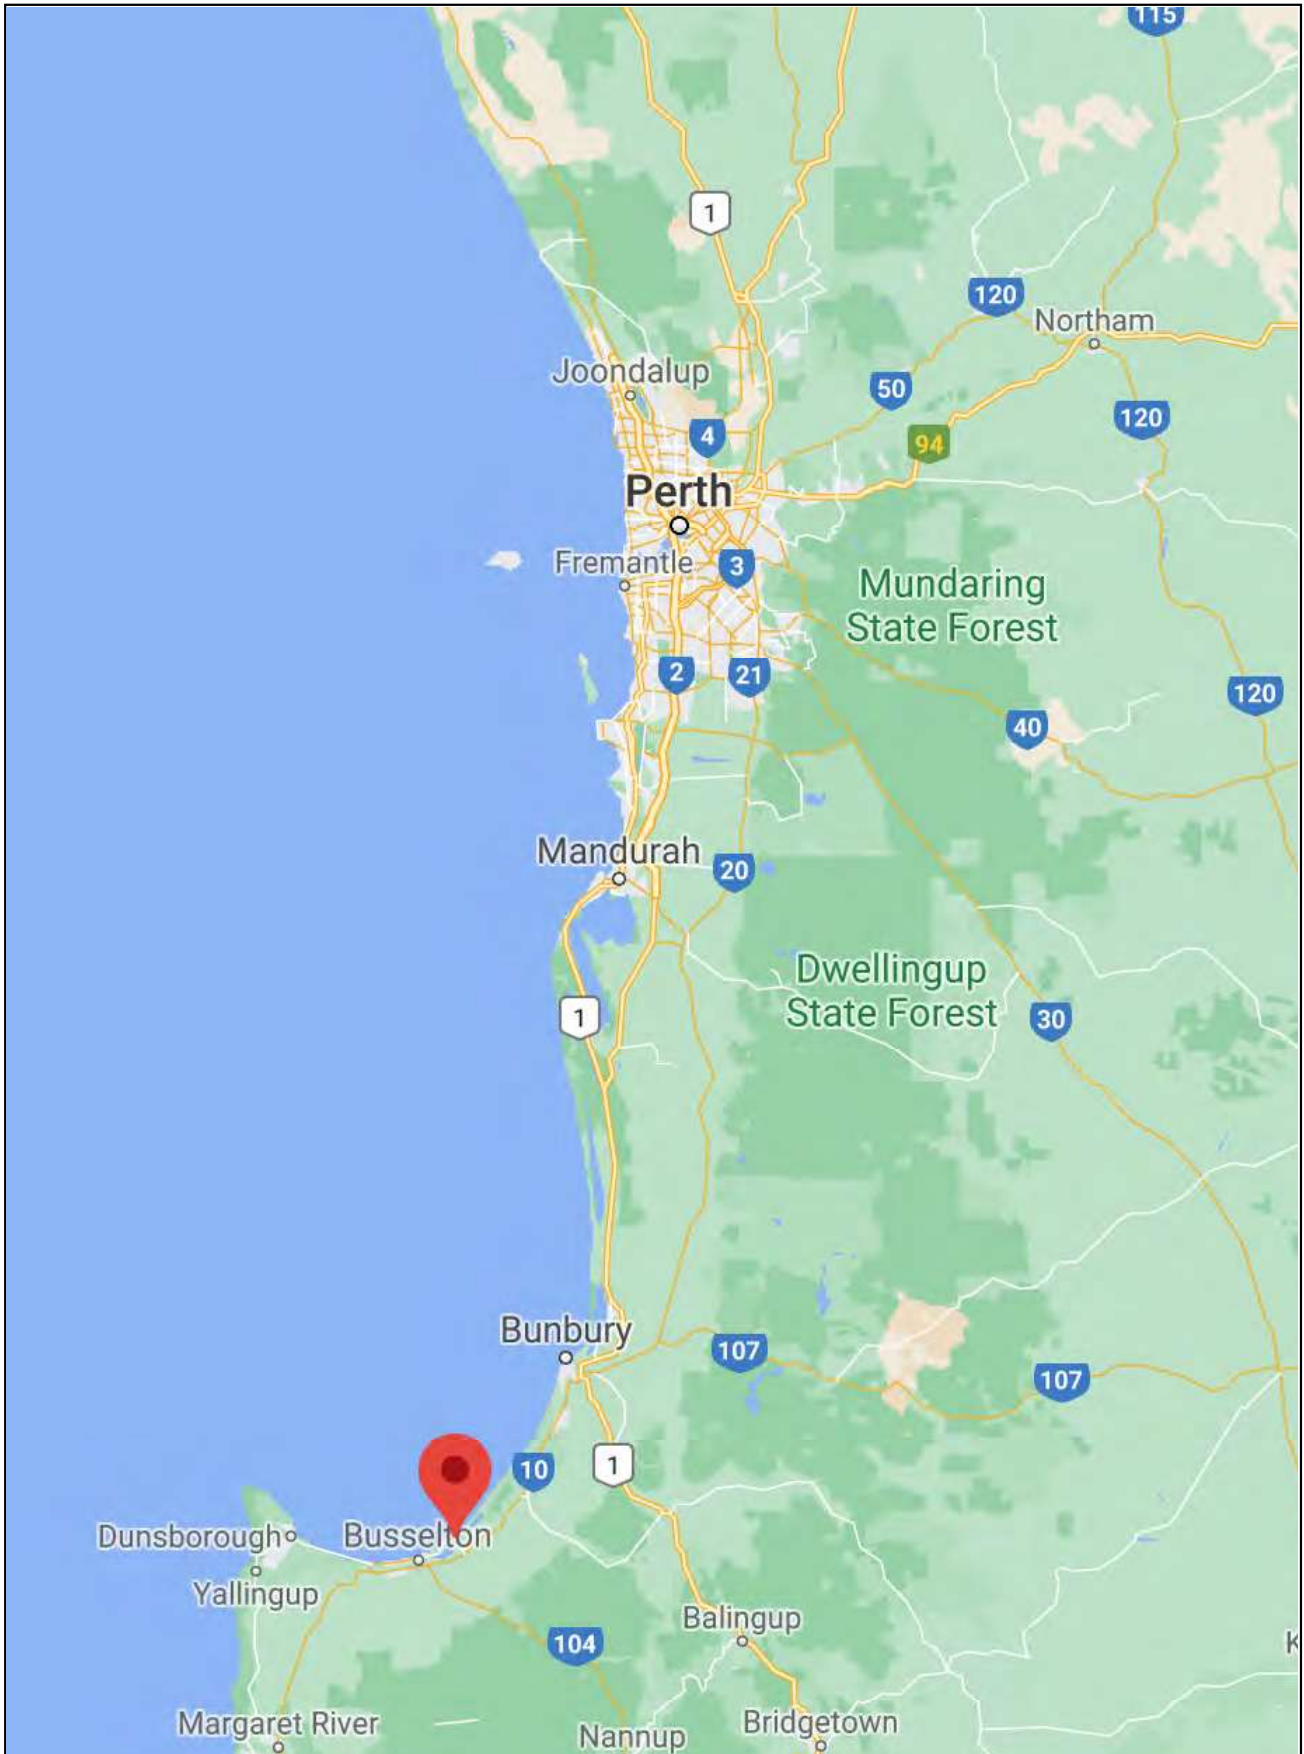 115
1
120
Northam
Joondalup
50
120
4
94
Perth
Fremantle
3
Mundaring
State Forest
2
21
120
40
Mandurah
20
Dwellingup
State Forest
1
30
Bunbury
107
107
10
1
Dunsborough
Busselton
Yallingup
Balingup
104
K
Margaret River
Nannup
Bridgetown